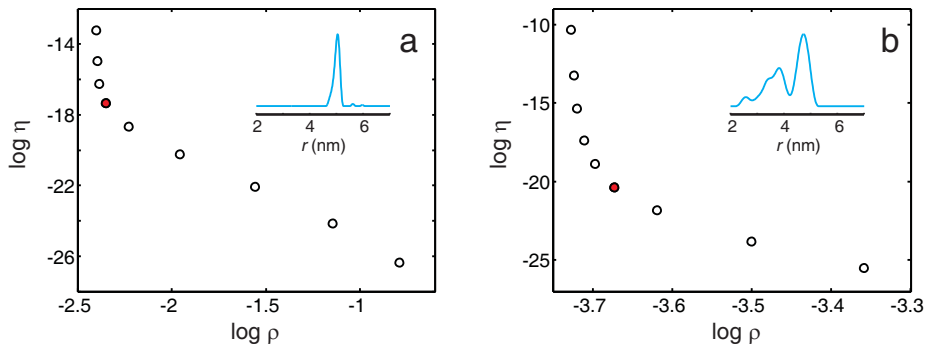 a
-14
-18
-22
-26
log η
2 4 6
r (nm)
-2.5 -2 -1.5 -1
log ρ
b
-10
-15
-20
-25
log η
2 4 6
r (nm)
-3.7 -3.6 -3.5 -3.4 -3.3
log ρ